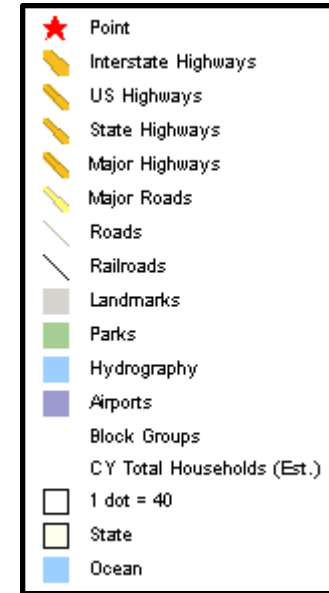 Point
Interstate Highways
US Highways
State Highways
Major Highways
Major Roads
Roads
Railroads
Landmarks
Parks
Hydrography
Airports
Block Groups
CY Total Households (Est.)
1 dot = 40
State
Ocean